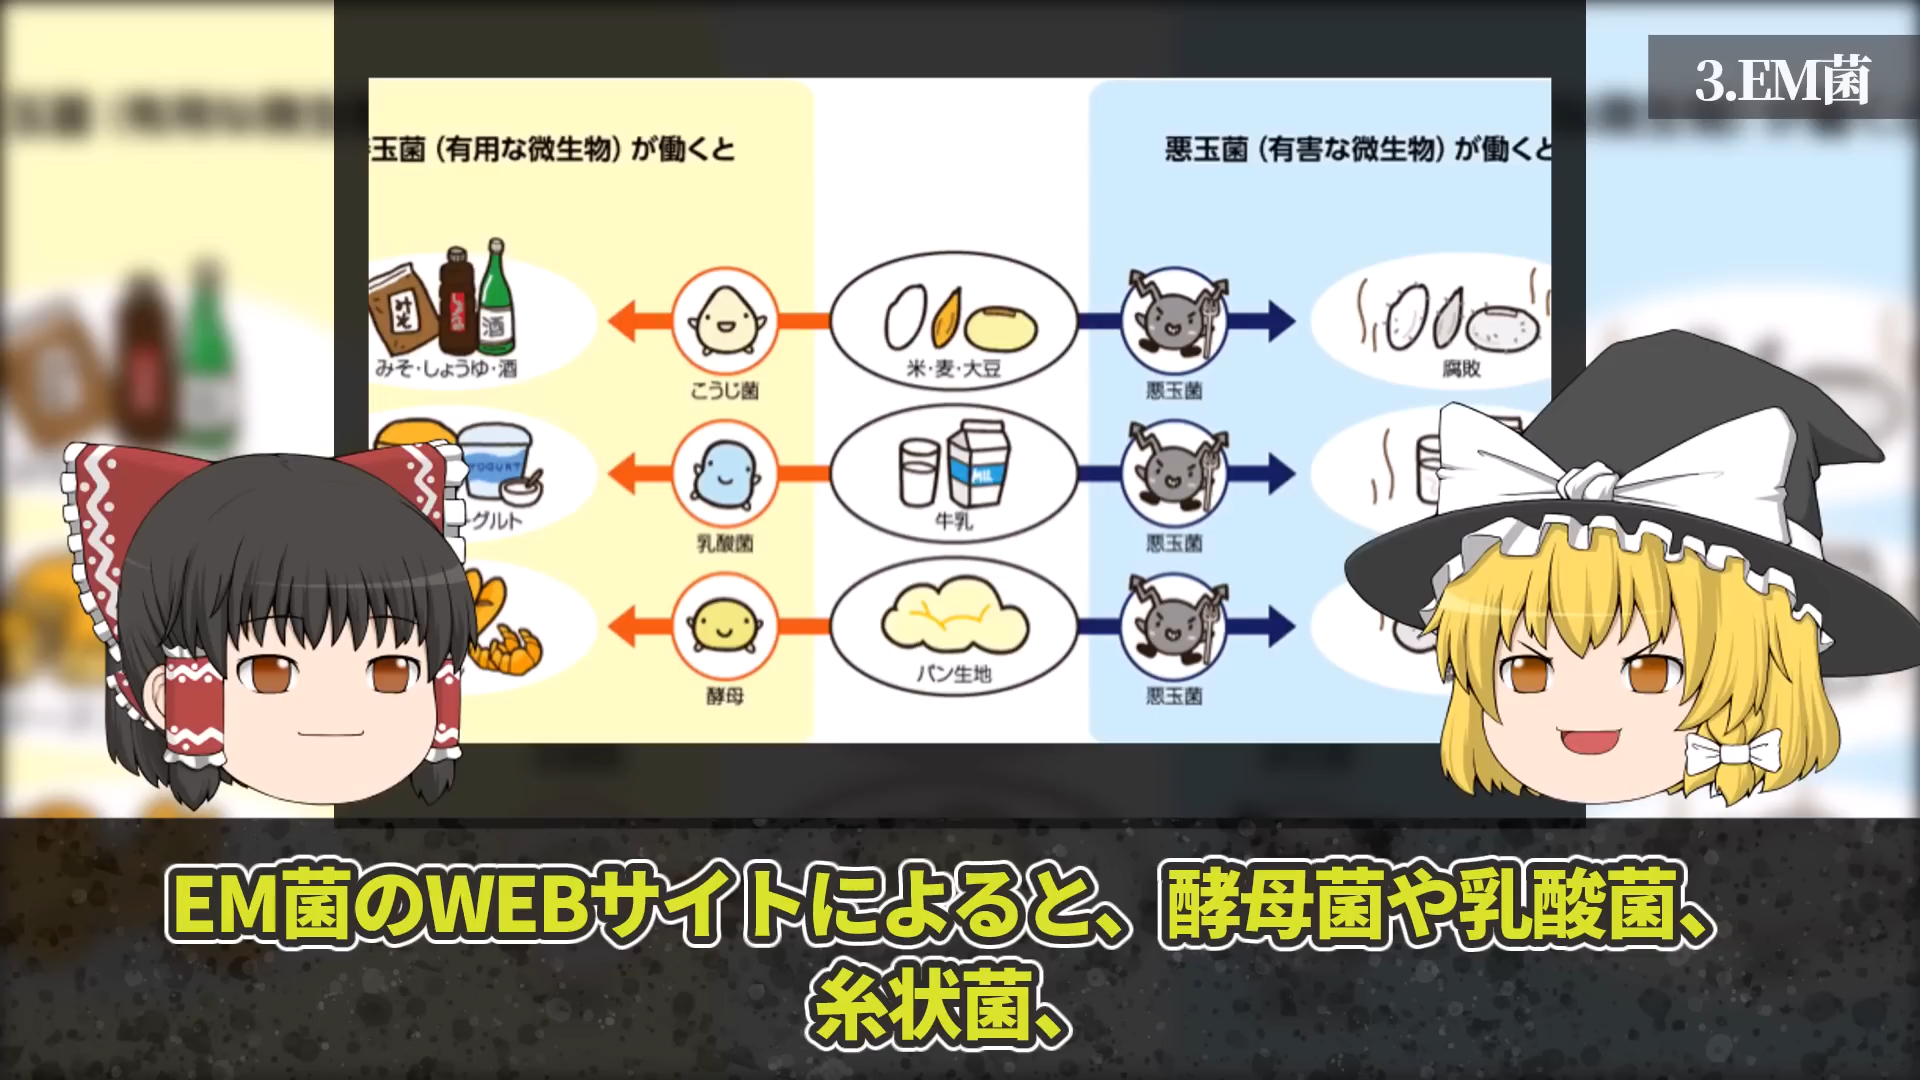 3.EM菌
玉菌（有用な微生物）が働くと
悪玉菌（有害な微生物）が働くと
みそ
酒
みそ・しょうゆ・酒
こうじ菌
米・麦・大豆
悪玉菌
腐敗
YOGURT
グルト
乳酸菌
MIL
牛乳
悪玉菌
酵母
パン生地
悪玉菌
EM菌のWEBサイトによると、酵母菌や乳酸菌、
糸状菌、